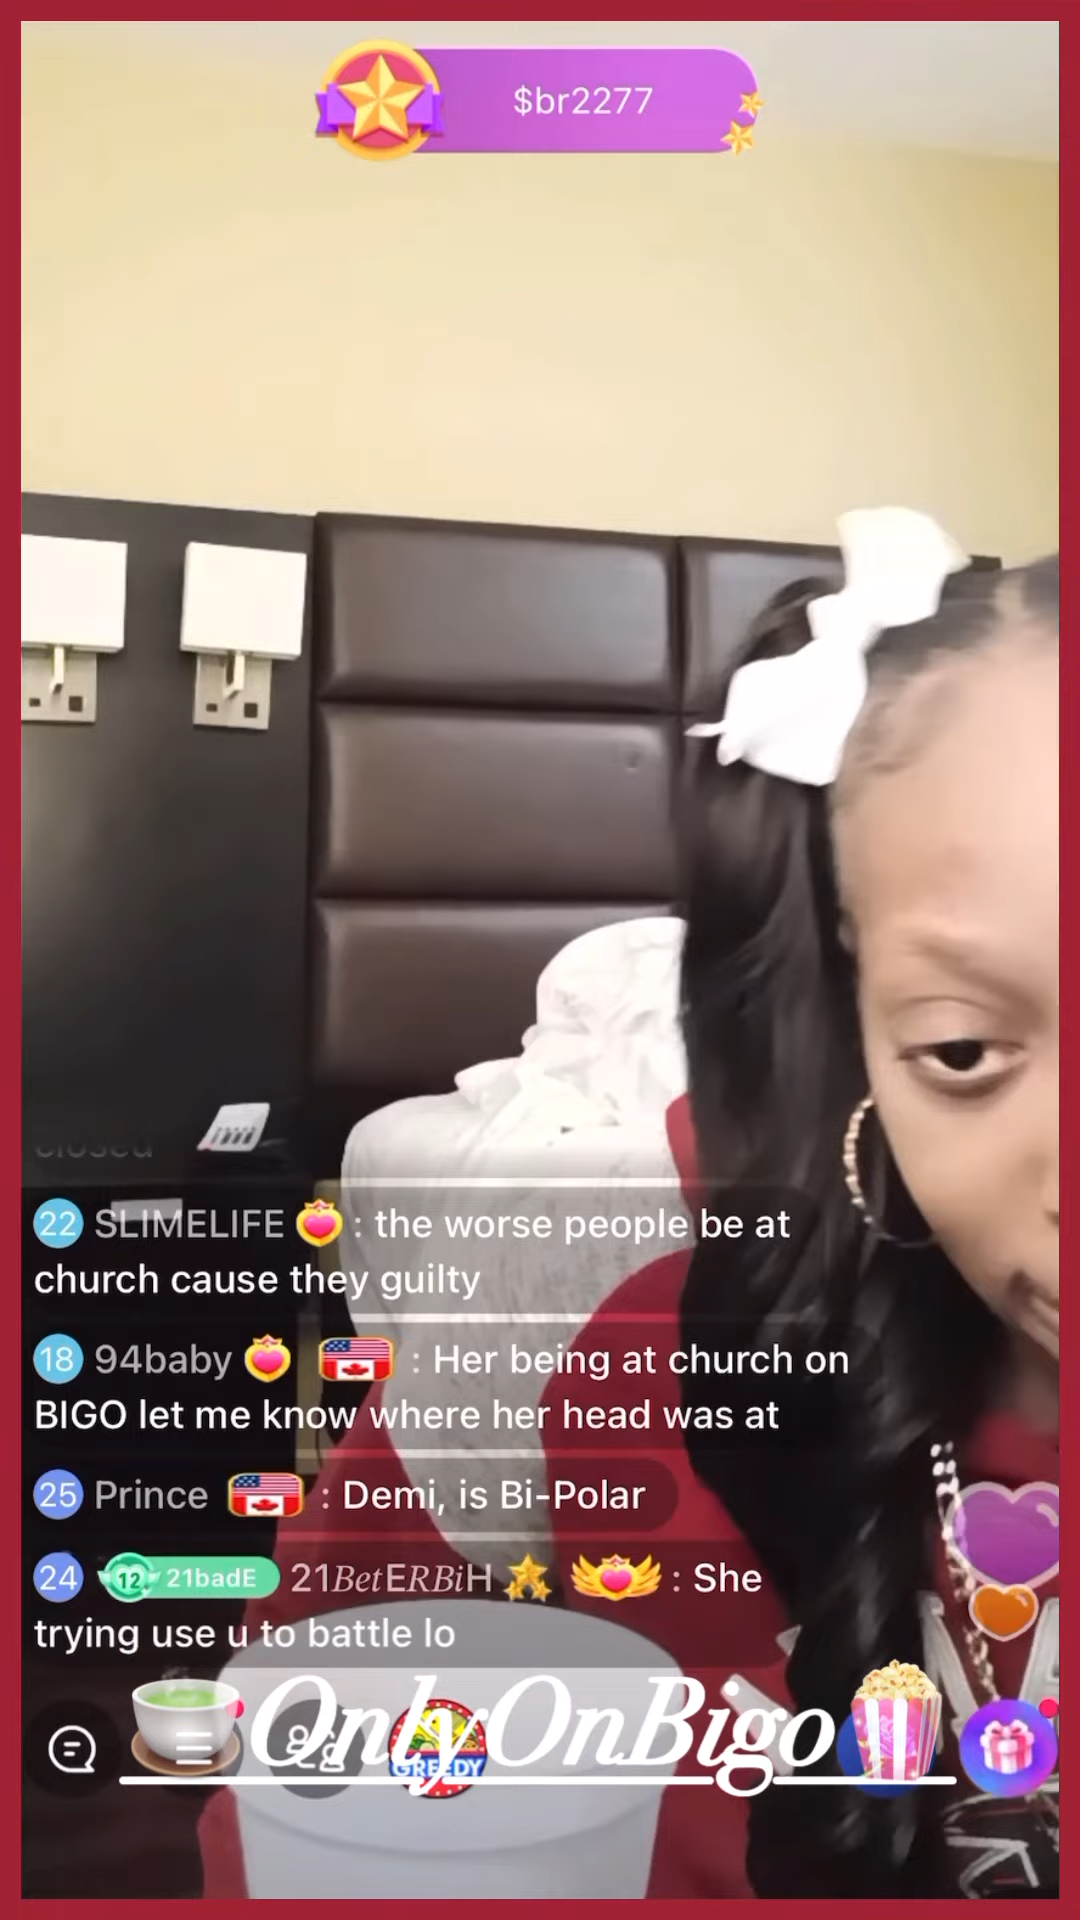 $br2277
closed
22 SLIMELIFE : the worse people be at
church cause they guilty
18 94baby : Her being at church on
BIGO let me know where her head was at
25 Prince : Demi, is Bi-Polar
24 12 21badE 21BetERBiH : She
trying use u to battle lo
OnlyOnBigo
GREEDY